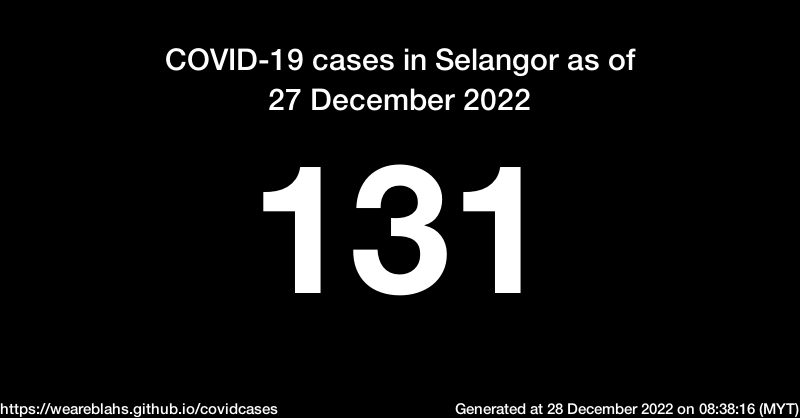 COVID-19 cases in Selangor as of
27 December 2022
131
https://weareblahs.github.io/covidcases
Generated at 28 December 2022 on 08:38:16 (MYT)